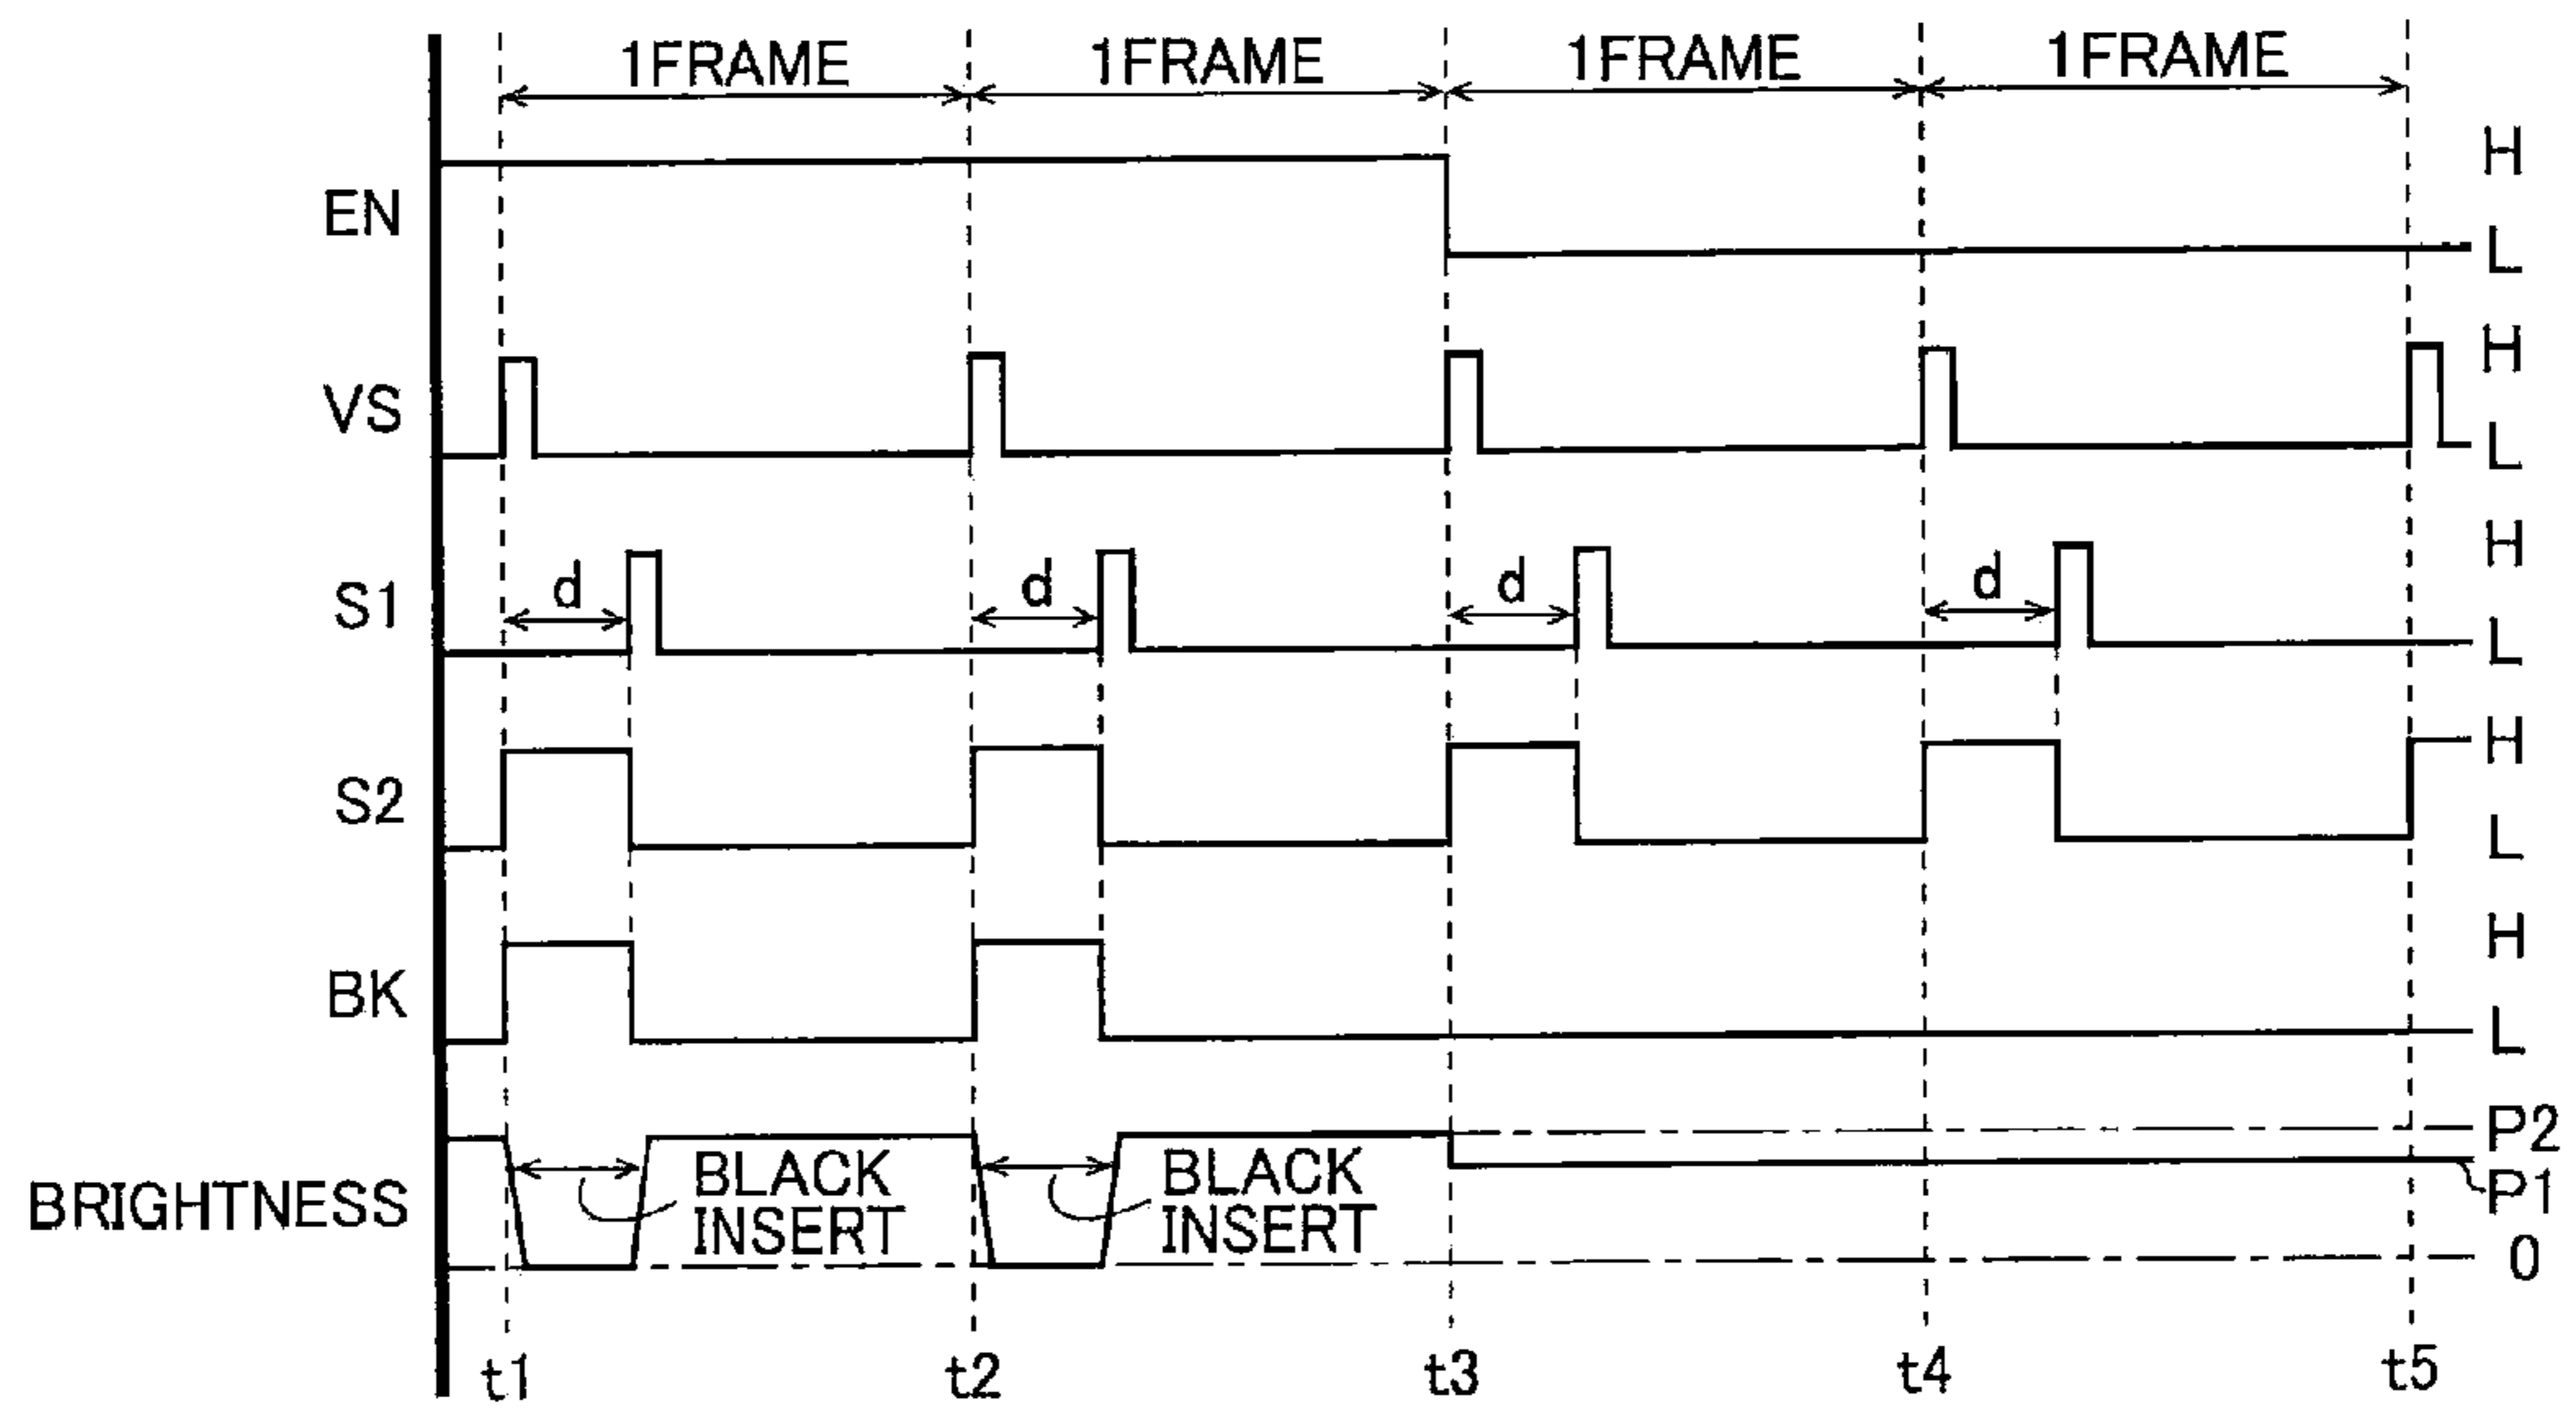 1FRAME 1FRAME 1FRAME 1FRAME
EN H
L
VS H
L
S1 d d d d H
L
S2 H
L
BK H
L
BRIGHTNESS BLACK INSERT BLACK INSERT P2
P1
0
t1 t2 t3 t4 t5